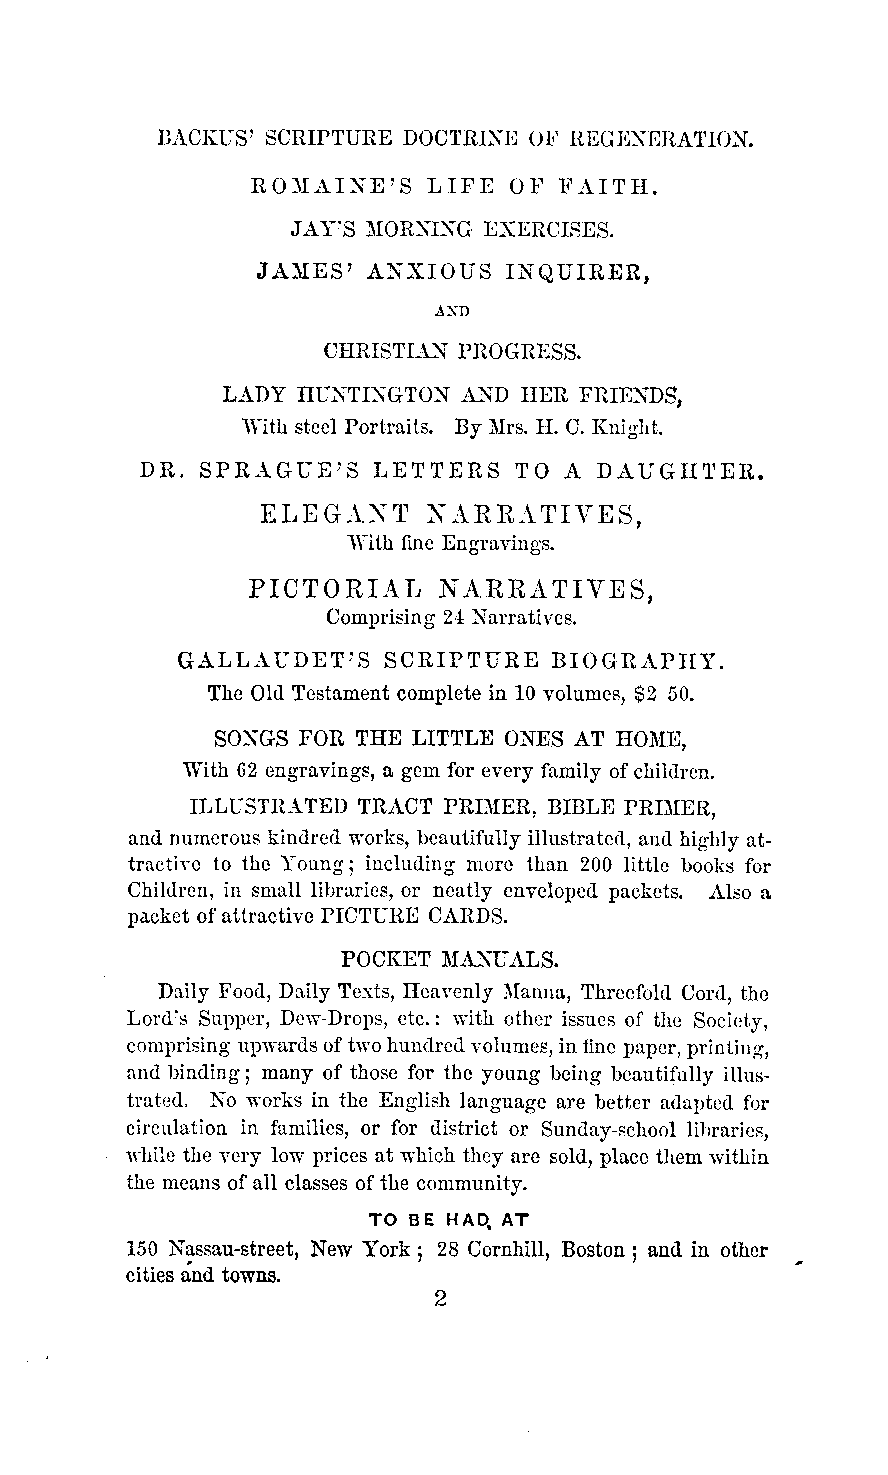 BACKUS' SCRIPTURE DOCTRINE OF REGENERATION.
ROMAINE'S LIFE OF FAITH.
JAY'S MORNING EXERCISES.
JAMES' ANXIOUS INQUIRER,
AND
CHRISTIAN PROGRESS.
LADY HUNTINGTON AND HER FRIENDS,
With steel Portraits. By Mrs. H. C. Knight.
DR. SPRAGUE'S LETTERS TO A DAUGHTER.
ELEGANT NARRATIVES,
With fine Engravings.
PICTORIAL NARRATIVES,
Comprising 24 Narratives.
GALLAUDET'S SCRIPTURE BIOGRAPHY.
The Old Testament complete in 10 volumes, $2 50.
SONGS FOR THE LITTLE ONES AT HOME,
With 62 engravings, a gem for every family of children.
ILLUSTRATED TRACT PRIMER, BIBLE PRIMER,
and numerous kindred works, beautifully illustrated, and highly at-
tractive to the Young; including more than 200 little books for
Children, in small libraries, or neatly enveloped packets. Also a
packet of attractive PICTURE CARDS.
POCKET MANUALS.
Daily Food, Daily Texts, Heavenly Manna, Threefold Cord, the
Lord's Supper, Dew-Drops, etc.: with other issues of the Society,
comprising upwards of two hundred volumes, in fine paper, printing,
and binding; many of those for the young being beautifully illus-
trated. No works in the English language are better adapted for
circulation in families, or for district or Sunday-school libraries,
while the very low prices at which they are sold, place them within
the means of all classes of the community.
TO BE HAD, AT
150 Nassau-street, New York; 28 Cornhill, Boston; and in other
cities and towns.
2